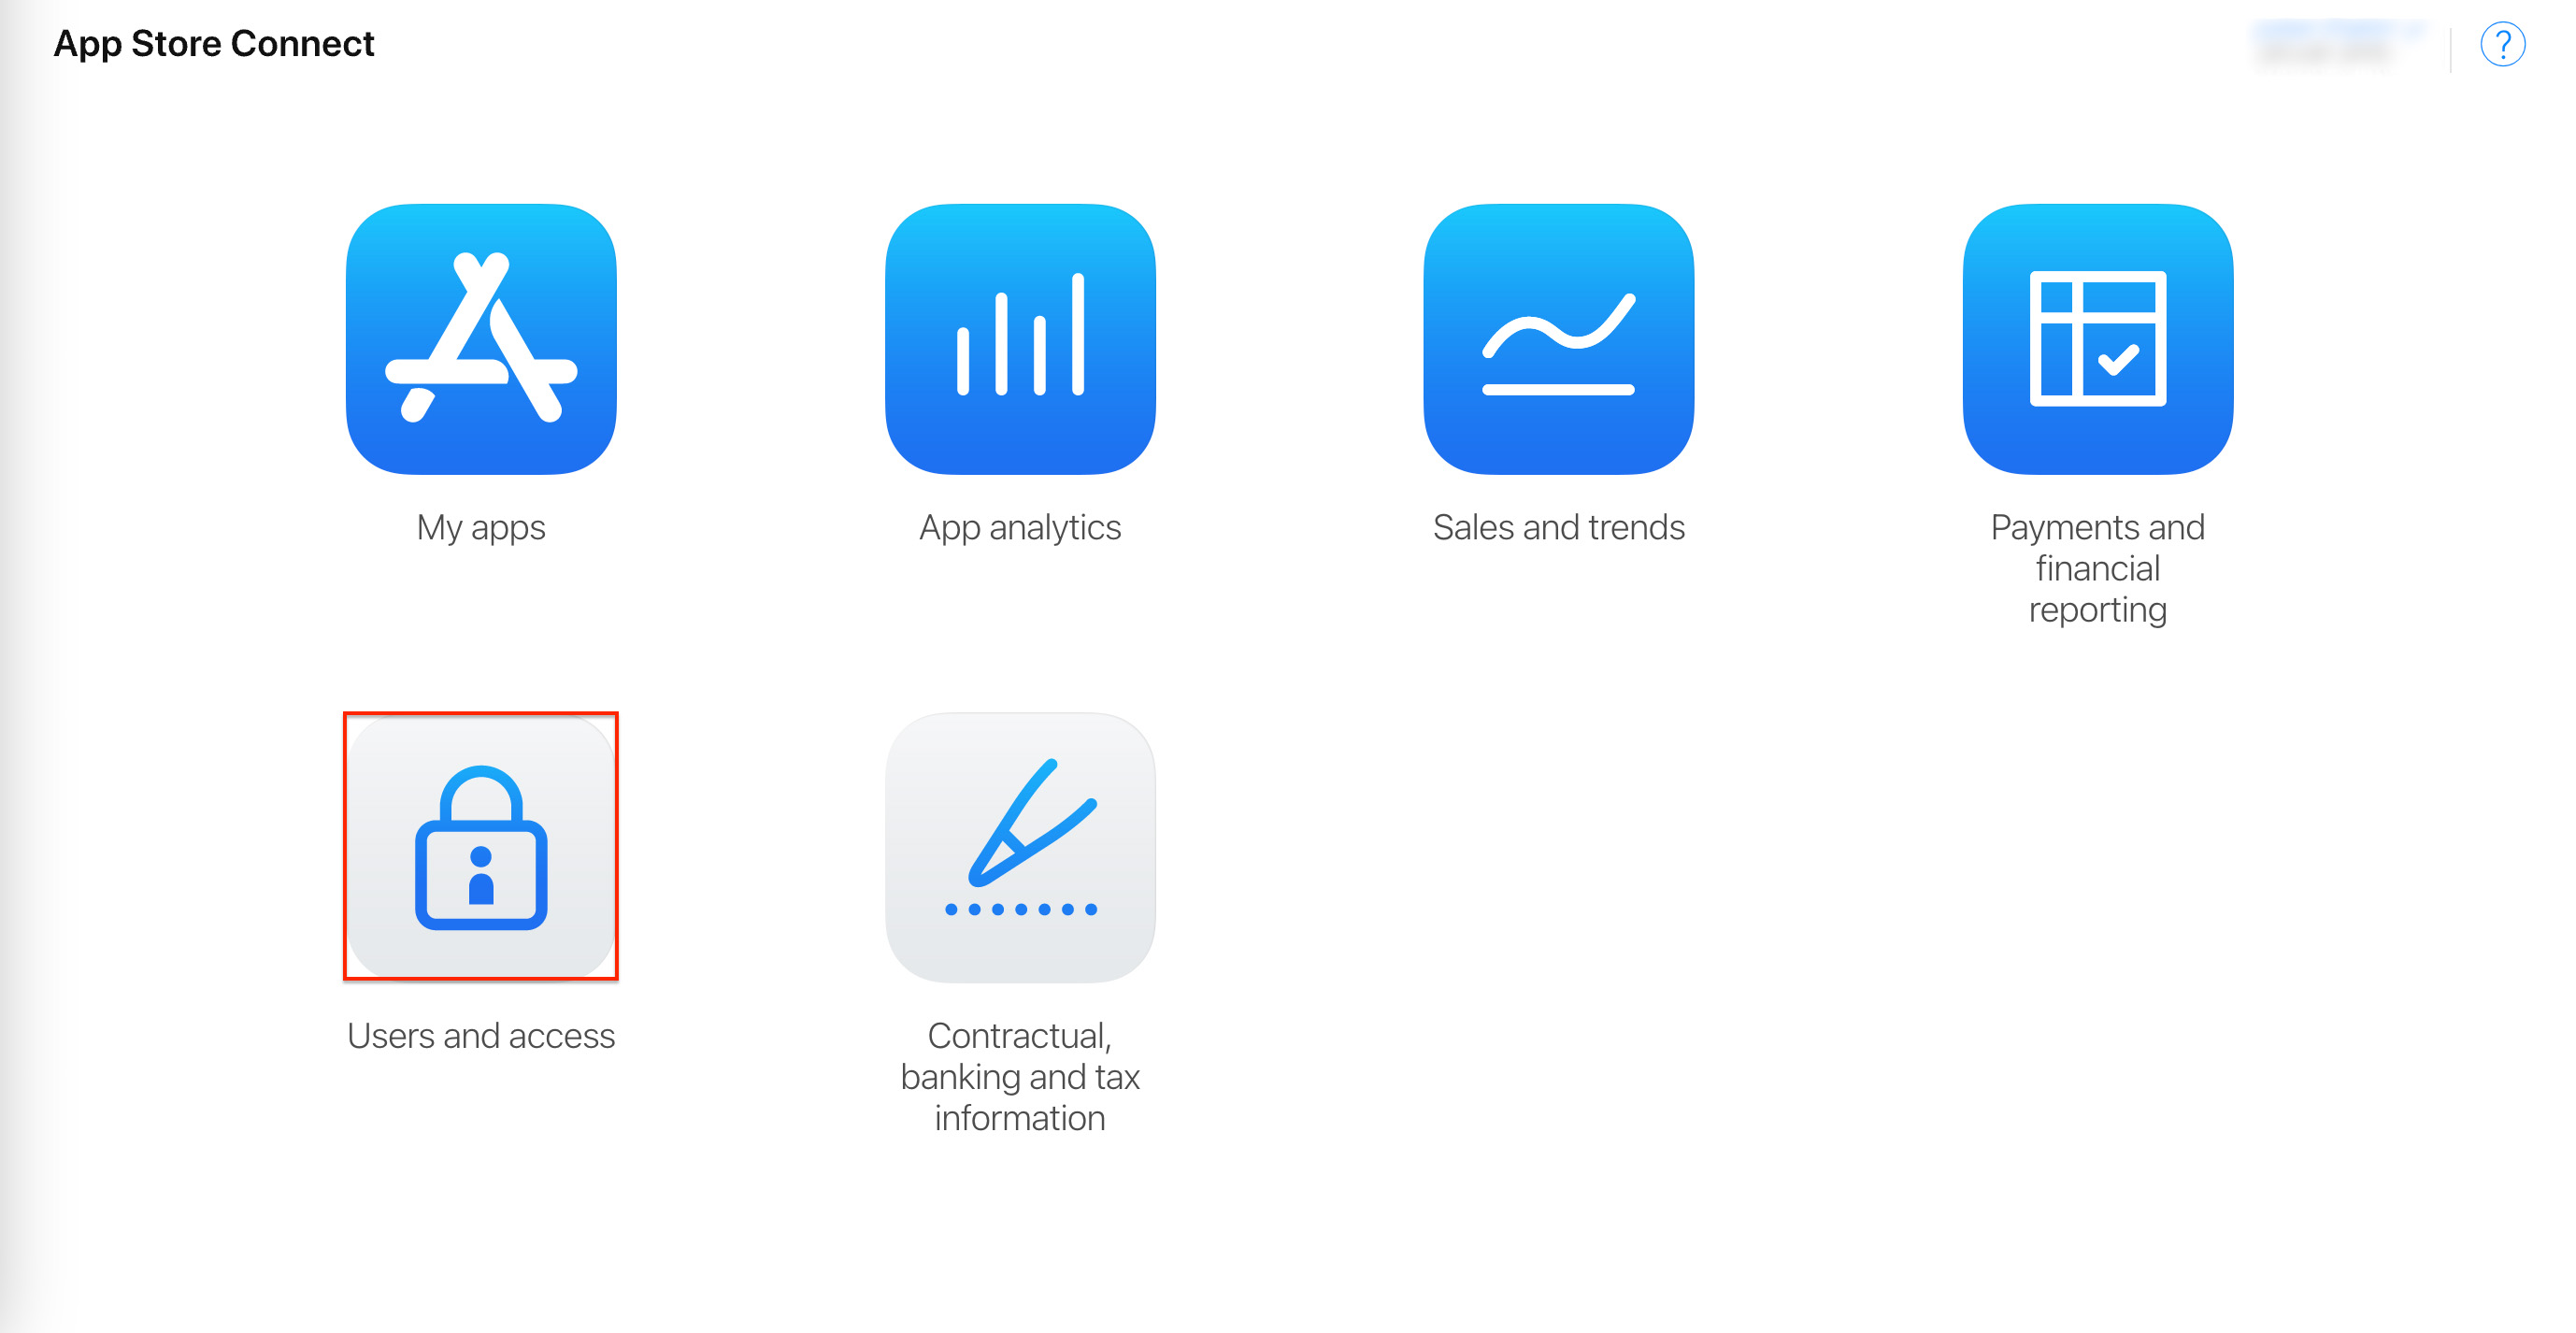 App Store Connect
?
My apps
App analytics
Sales and trends
Payments and
financial
reporting
Users and access
Contractual,
banking and tax
information